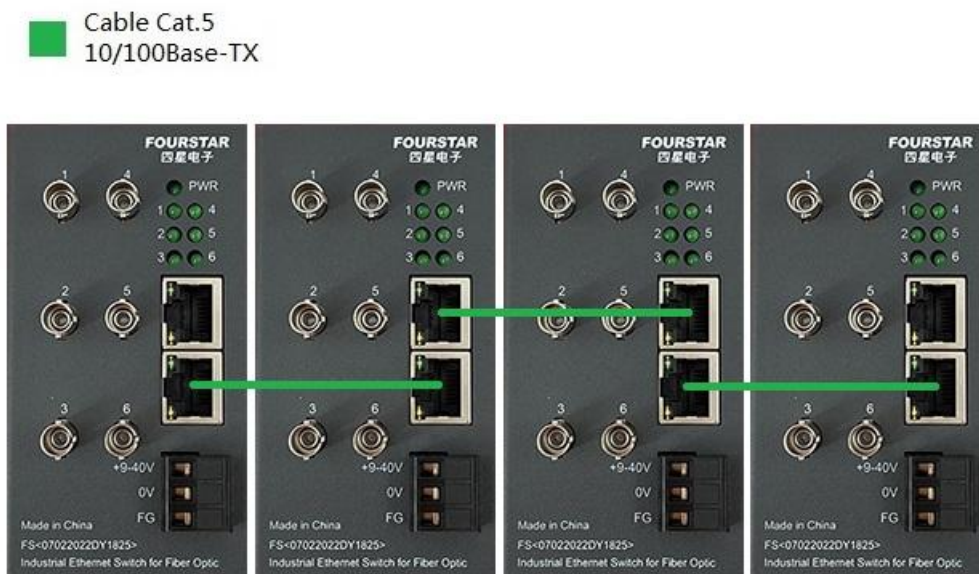 Cable Cat.5
10/100Base-TX
FOURSTAR
四星电子
1 4
PWR
1 4
2 5
3 6
2 5
3 6
+9-40V
0V
FG
Made in China
FS<07022022DY1825>
Industrial Ethernet Switch for Fiber Optic
FOURSTAR
四星电子
1 4
PWR
1 4
2 5
3 6
2 5
3 6
+9-40V
0V
FG
Made in China
FS<07022022DY1825>
Industrial Ethernet Switch for Fiber Optic
FOURSTAR
四星电子
1 4
PWR
1 4
2 5
3 6
2 5
3 6
+9-40V
0V
FG
Made in China
FS<07022022DY1825>
Industrial Ethernet Switch for Fiber Optic
FOURSTAR
四星电子
1 4
PWR
1 4
2 5
3 6
2 5
3 6
+9-40V
0V
FG
Made in China
FS<07022022DY1825>
Industrial Ethernet Switch for Fiber Optic